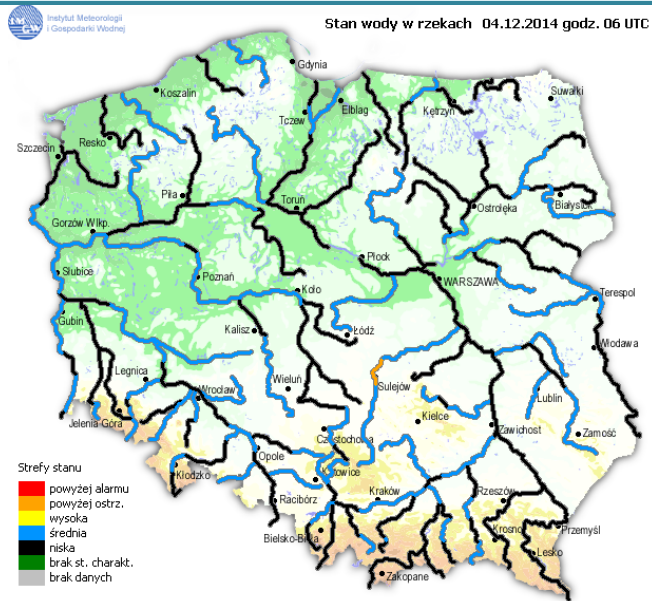 IMGW
Instytut Meteorologii
i Gospodarki Wodnej
Stan wody w rzekach 04.12.2014 godz. 06 UTC
Gdynia
Koszalin
Suwałki
Tczew
Elbląg
Kętrzyn
Resko
Szczecin
Piła
Toruń
Ostrołęka
Białystok
Gorzów Wlkp.
Płock
Słubice
Poznań
Koło
WARSZAWA
Terespol
Gubin
Kalisz
Łódź
Włodawa
Legnica
Wrocław
Wieluń
Sulejów
Lublin
Jelenia Góra
Kielce
Zawichost
Zamość
Częstochowa
Opole
Kłodzko
Katowice
Racibórz
Kraków
Rzeszów
Bielsko-Biała
Krosno
Przemyśl
Lesko
Zakopane
Strefy stanu
powyżej alarmu
powyżej ostrz.
wysoka
średnia
niska
brak st. charakt.
brak danych